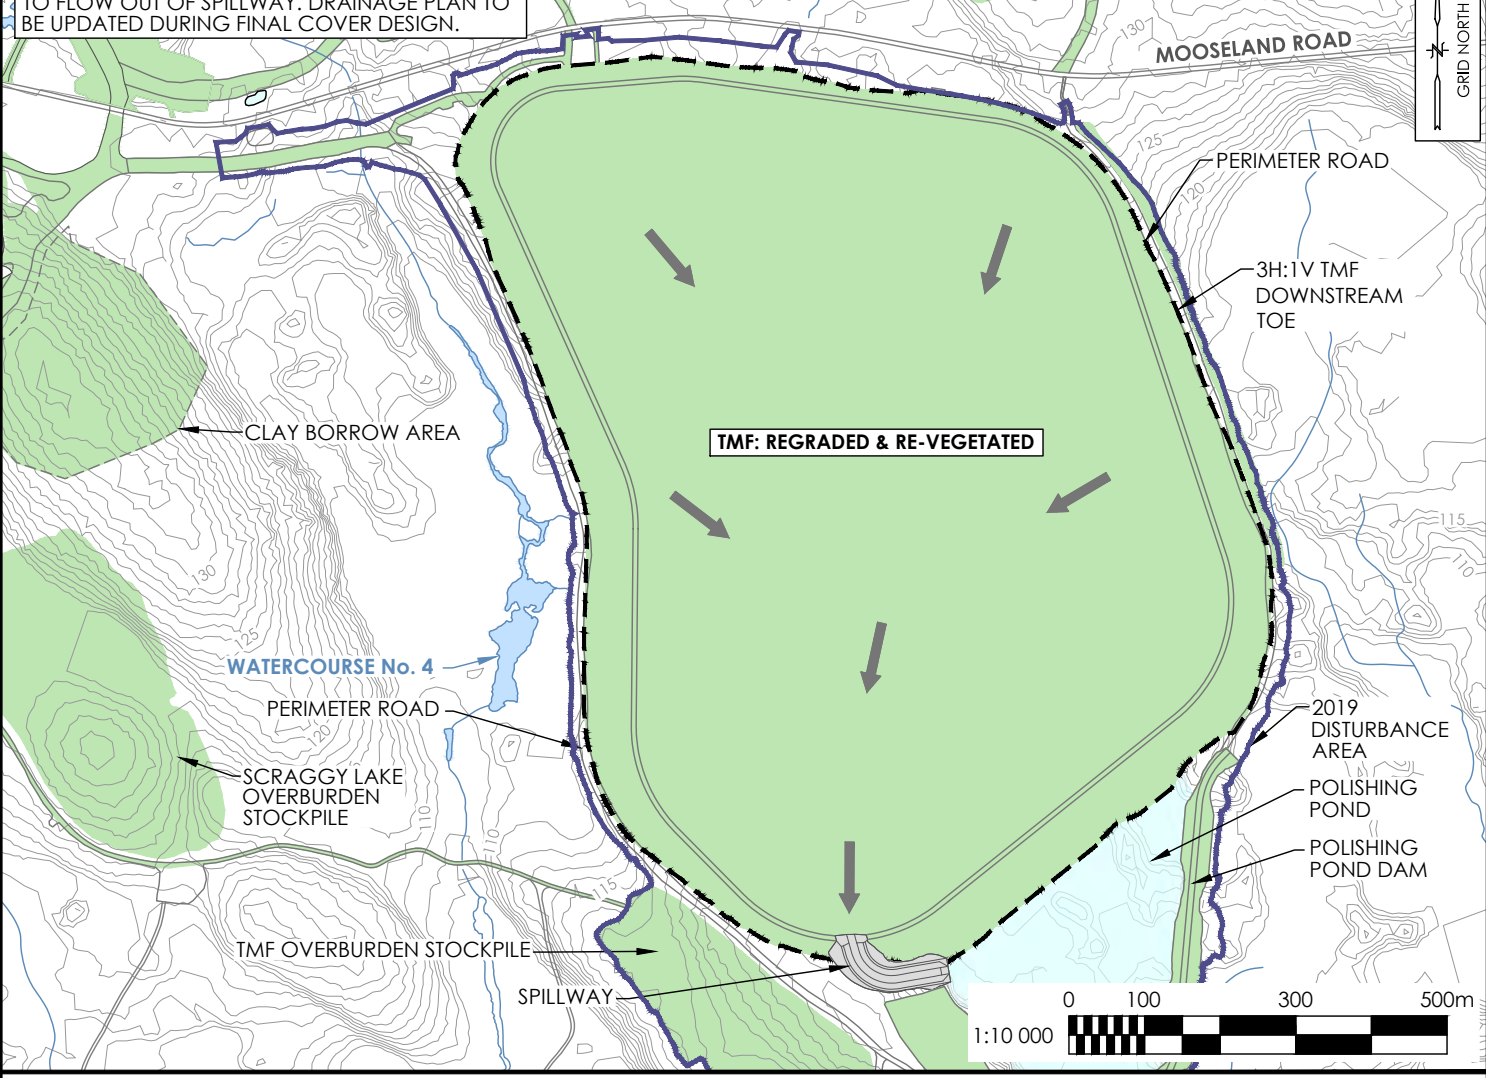 TO FLOW OUT OF SPILLWAY. DRAINAGE PLAN TO
BE UPDATED DURING FINAL COVER DESIGN.
130
MOOSELAND ROAD
GRID NORTH
N
125
PERIMETER ROAD
120
3H:1V TMF
DOWNSTREAM
TOE
CLAY BORROW AREA
TMF: REGRADED & RE-VEGETATED
115
110
130
125
WATERCOURSE No. 4
PERIMETER ROAD
120
2019
DISTURBANCE
AREA
SCRAGGY LAKE
OVERBURDEN
STOCKPILE
110
110
POLISHING
POND
POLISHING
POND DAM
115
TMF OVERBURDEN STOCKPILE
SPILLWAY
0 100 300 500m
1:10 000